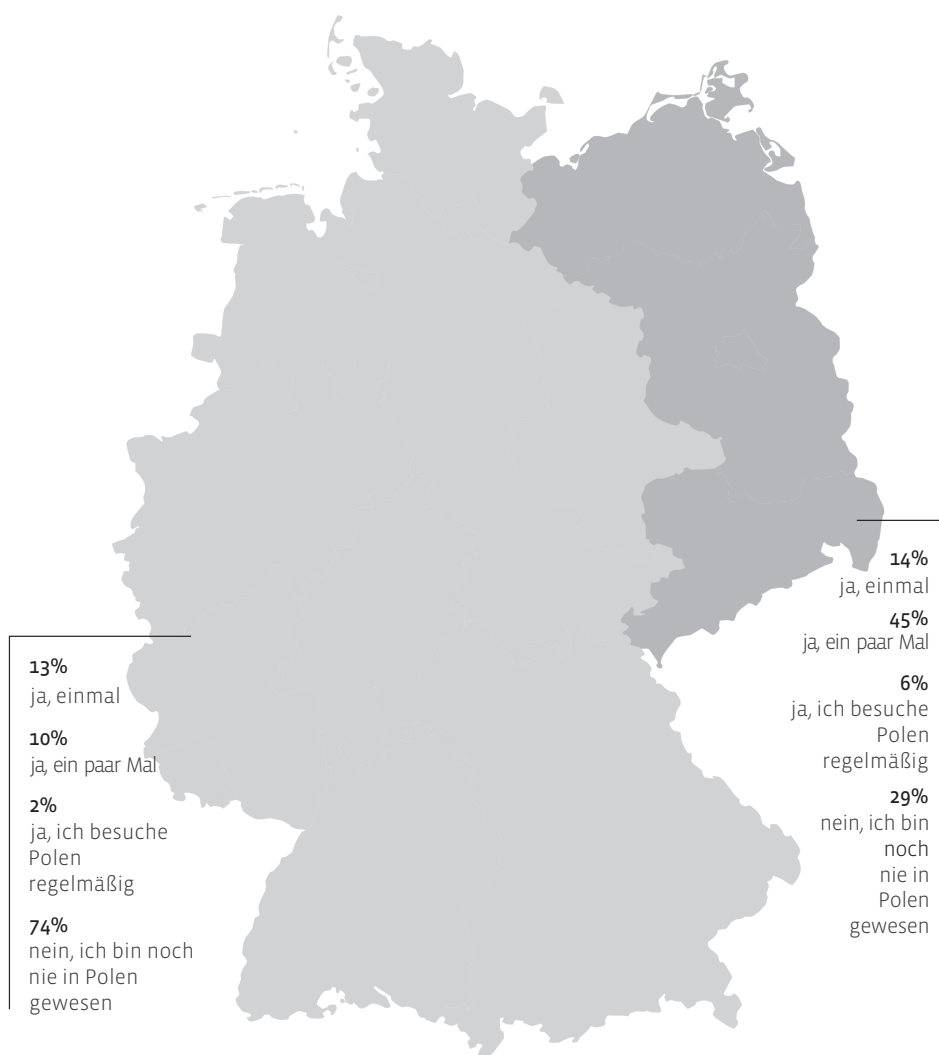 13%
ja, einmal
10%
ja, ein paar Mal
2%
ja, ich besuche
Polen
regelmäßig
74%
nein, ich bin noch
nie in Polen
gewesen
14%
ja, einmal
45%
ja, ein paar Mal
6%
ja, ich besuche
Polen
regelmäßig
29%
nein, ich bin
noch
nie in
Polen
gewesen